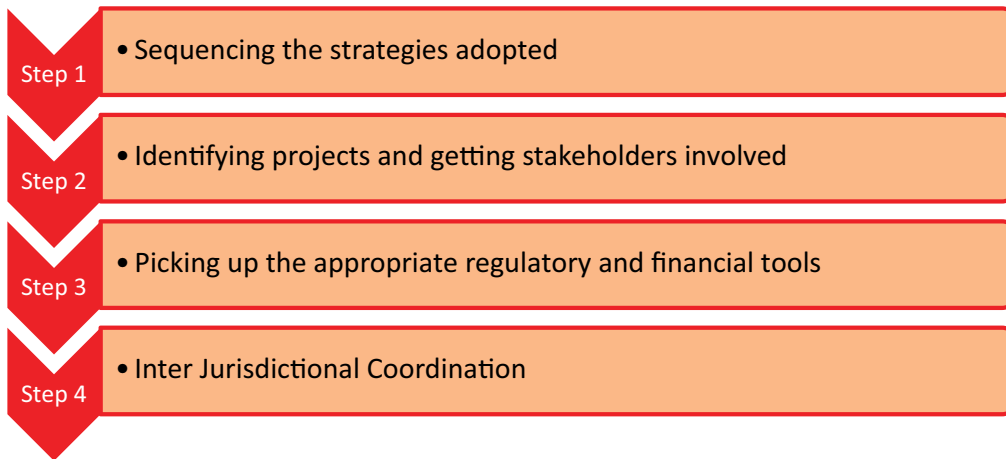 Step 1
• Sequencing the strategies adopted
Step 2
• Identifying projects and getting stakeholders involved
Step 3
• Picking up the appropriate regulatory and financial tools
Step 4
• Inter Jurisdictional Coordination